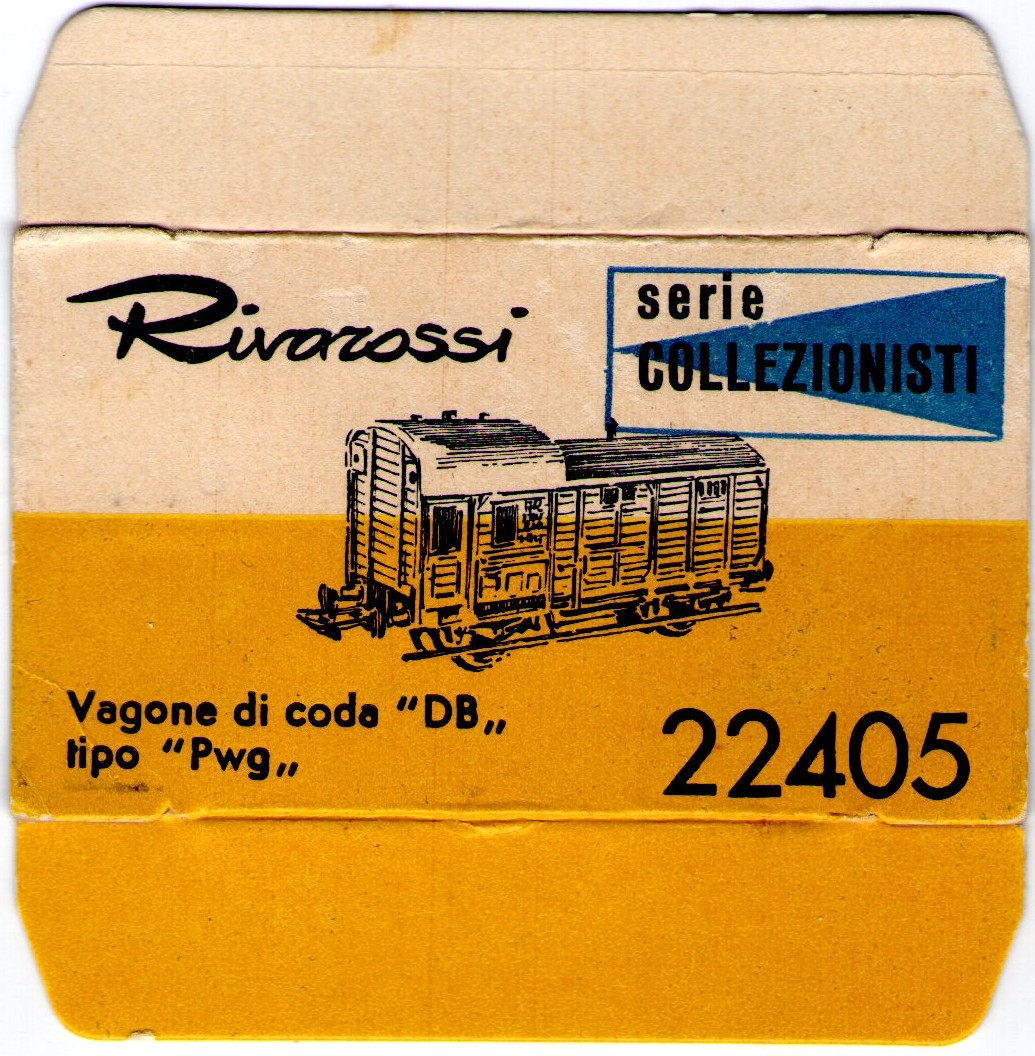 Rivarossi
serie
COLLEZIONISTI
Vagone di coda "DB„
tipo "Pwg„
22405